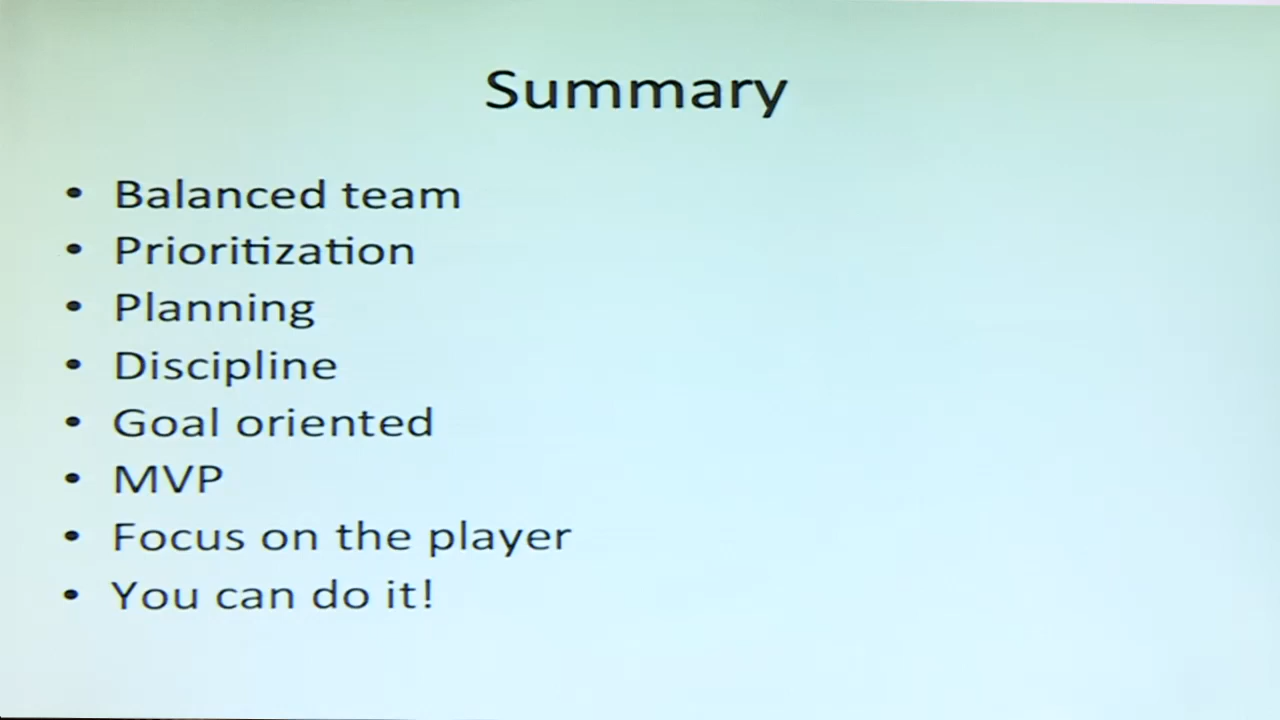 Summary
• Balanced team
• Prioritization
• Planning
• Discipline
• Goal oriented
• MVP
• Focus on the player
• You can do it!